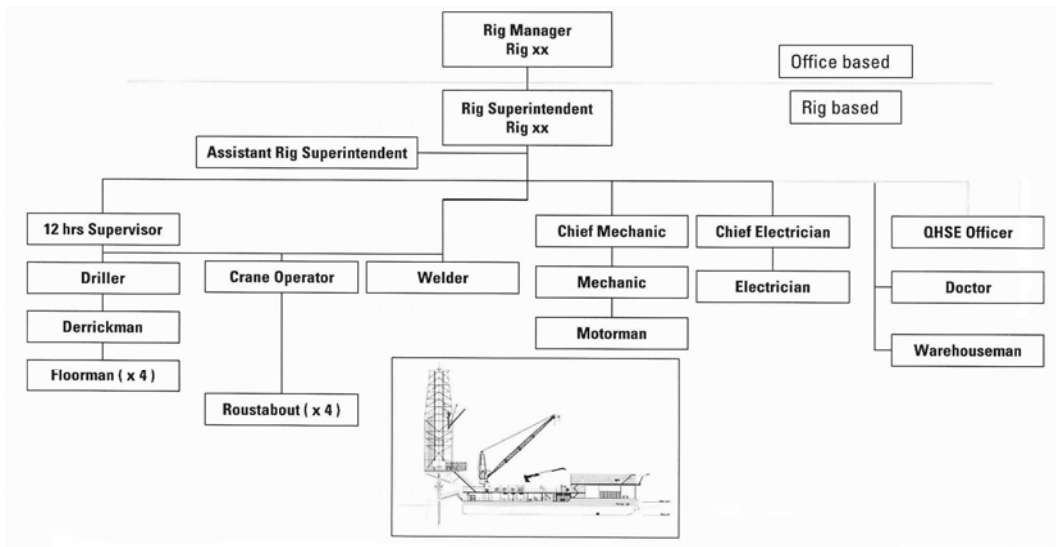 Rig Manager
Rig xx
Office based
Rig Superintendent
Rig xx
Rig based
Assistant Rig Superintendent
12 hrs Supervisor
Chief Mechanic
Chief Electrician
QHSE Officer
Driller
Crane Operator
Welder
Mechanic
Electrician
Doctor
Derrickman
Motorman
Warehouseman
Floorman ( x 4 )
Roustabout ( x 4 )